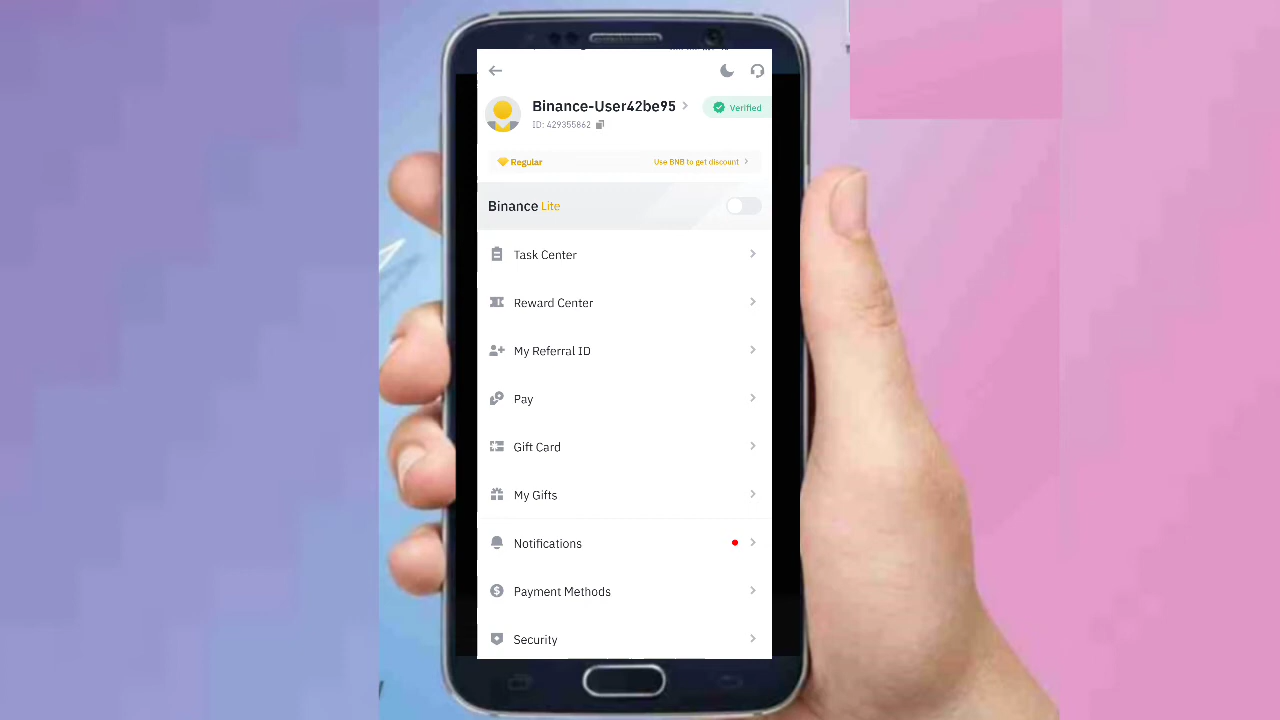 Binance-User42be95
Verified
ID: 429355862
Regular
Use BNB to get discount
Binance Lite
Task Center
Reward Center
My Referral ID
Pay
Gift Card
My Gifts
Notifications
Payment Methods
Security